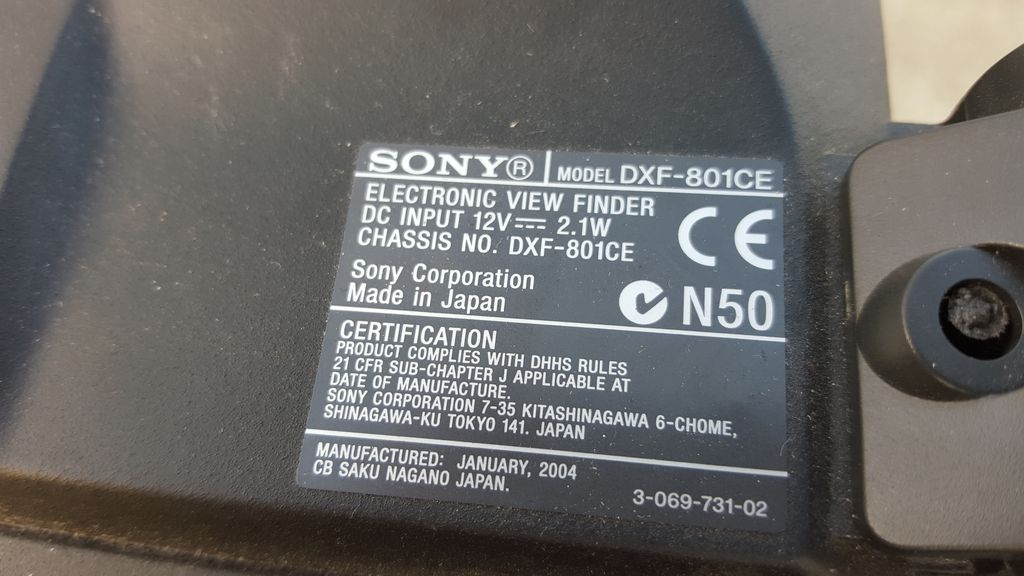 SONY® MODEL DXF-801CE
ELECTRONIC VIEW FINDER
DC INPUT 12V⎓ 2.1W
CHASSIS NO. DXF-801CE
CE
Sony Corporation
Made in Japan
N50
CERTIFICATION
PRODUCT COMPLIES WITH DHHS RULES
21 CFR SUB-CHAPTER J APPLICABLE AT
DATE OF MANUFACTURE.
SONY CORPORATION 7-35 KITASHINAGAWA 6-CHOME,
SHINAGAWA-KU TOKYO 141. JAPAN
MANUFACTURED: JANUARY, 2004
CB SAKU NAGANO JAPAN.
3-069-731-02